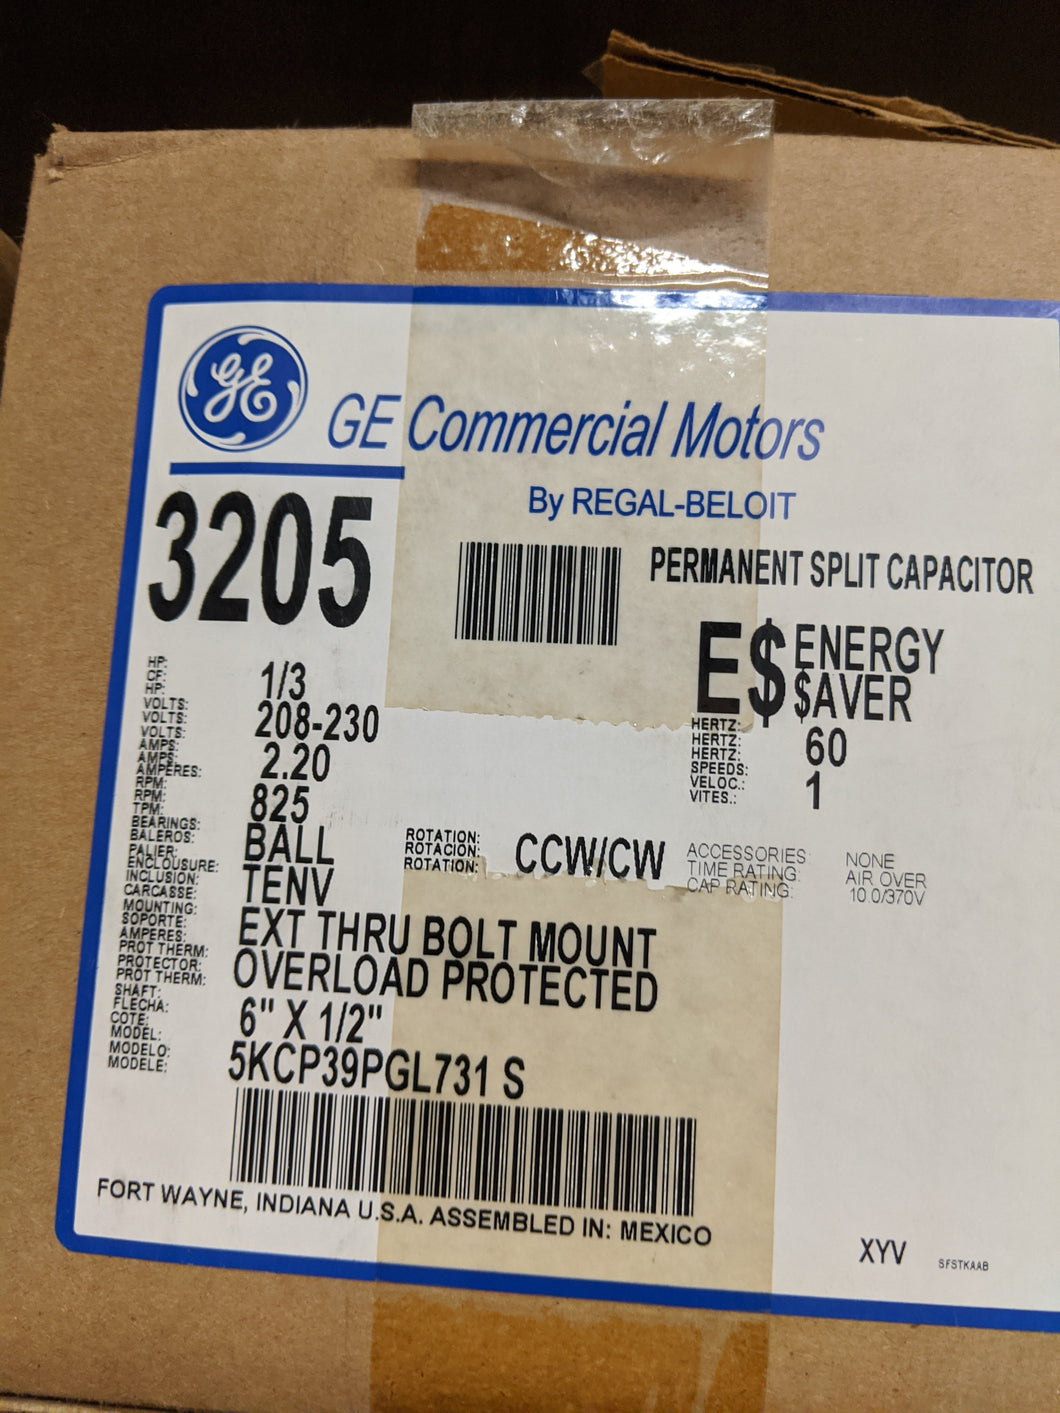 GE
GE Commercial Motors
By REGAL-BELOIT
3205
PERMANENT SPLIT CAPACITOR
E$ ENERGY
$AVER
HP:
CF:
HP:
1/3
VOLTS:
VOLTS:
VOLTS:
208-230
AMPS:
AMPS:
AMPERES:
2.20
RPM:
RPM:
TPM:
825
BEARINGS:
BALEROS:
PALIER:
BALL
ENCLOUSURE:
INCLUSION:
CARCASSE:
TENV
MOUNTING:
SOPORTE:
AMPERES:
EXT THRU BOLT MOUNT
PROT THERM:
PROTECTOR:
PROT THERM:
OVERLOAD PROTECTED
SHAFT:
FLECHA:
COTE:
6" X 1/2"
MODEL:
MODELO:
MODELE:
5KCP39PGL731 S
HERTZ:
HERTZ:
HERTZ:
60
SPEEDS:
VELOC.:
VITES.:
1
ROTATION:
ROTACION:
ROTATION:
CCW/CW
ACCESSORIES: NONE
TIME RATING: AIR OVER
CAP RATING: 10.0/370V
FORT WAYNE, INDIANA U.S.A. ASSEMBLED IN: MEXICO
XYV SFSTKAAB